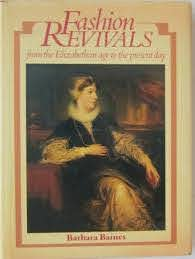 Fashion
REVIVALS
from the Elizabethan age to the present day
Barbara Baines